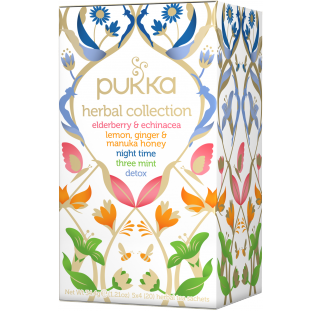 pukka
herbal collection
elderberry & echinacea
lemon, ginger &
manuka honey
night time
three mint
detox